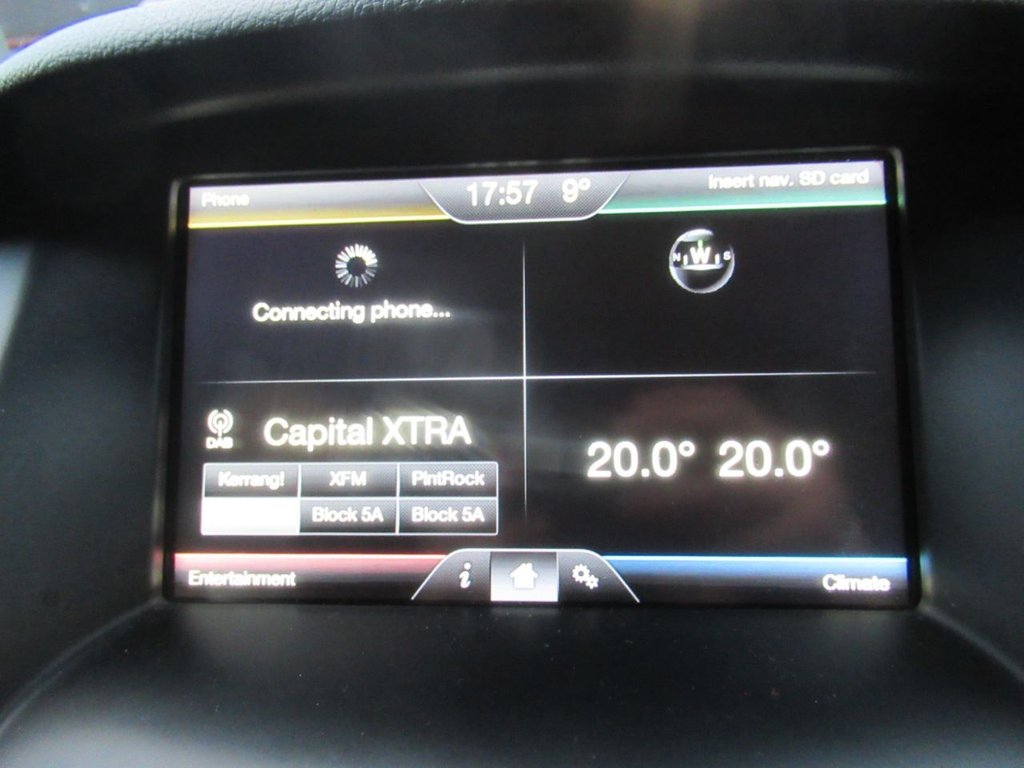 Phone
17:57 9°
Insert nav. SD card
Connecting phone...
N W S
DAB
Capital XTRA
Kerrang! XFM PlntRock
Block 5A Block 5A
20.0° 20.0°
Entertainment
i
Climate